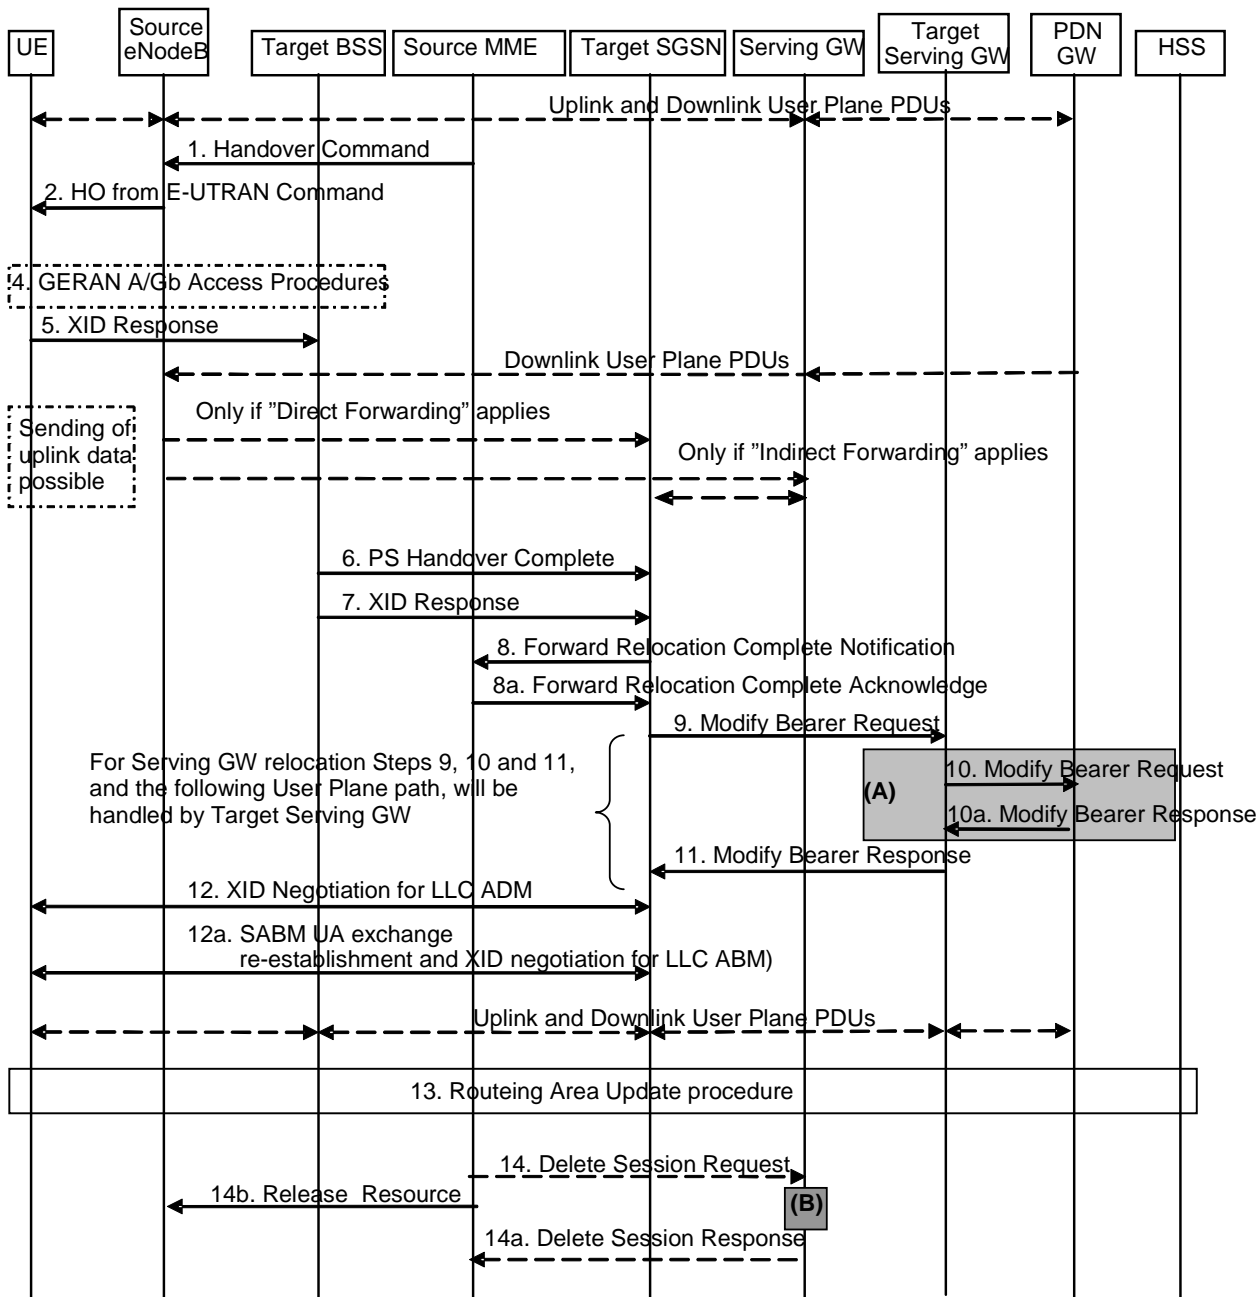 UE
Source
eNodeB
Target BSS
Source MME
Target SGSN
Serving GW
Target
Serving GW
PDN
GW
HSS
Uplink and Downlink User Plane PDUs
1. Handover Command
2. HO from E-UTRAN Command
4. GERAN A/Gb Access Procedures
5. XID Response
Downlink User Plane PDUs
Only if ”Direct Forwarding” applies
Sending of
uplink data
possible
Only if ”Indirect Forwarding” applies
6. PS Handover Complete
7. XID Response
8. Forward Relocation Complete Notification
8a. Forward Relocation Complete Acknowledge
9. Modify Bearer Request
For Serving GW relocation Steps 9, 10 and 11,
and the following User Plane path, will be
handled by Target Serving GW
(A)
10. Modify Bearer Request
10a. Modify Bearer Response
11. Modify Bearer Response
12. XID Negotiation for LLC ADM
12a. SABM UA exchange
re-establishment and XID negotiation for LLC ABM)
Uplink and Downlink User Plane PDUs
13. Routeing Area Update procedure
14. Delete Session Request
14b. Release Resource
(B)
14a. Delete Session Response